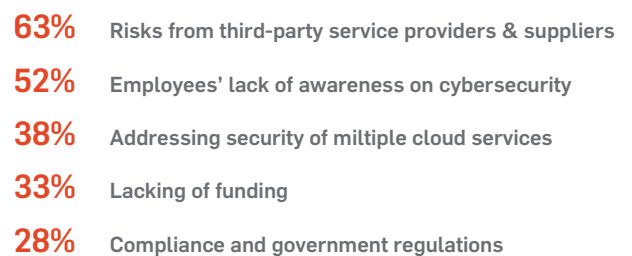 63% Risks from third-party service providers & suppliers
52% Employees' lack of awareness on cybersecurity
38% Addressing security of miltiple cloud services
33% Lacking of funding
28% Compliance and government regulations